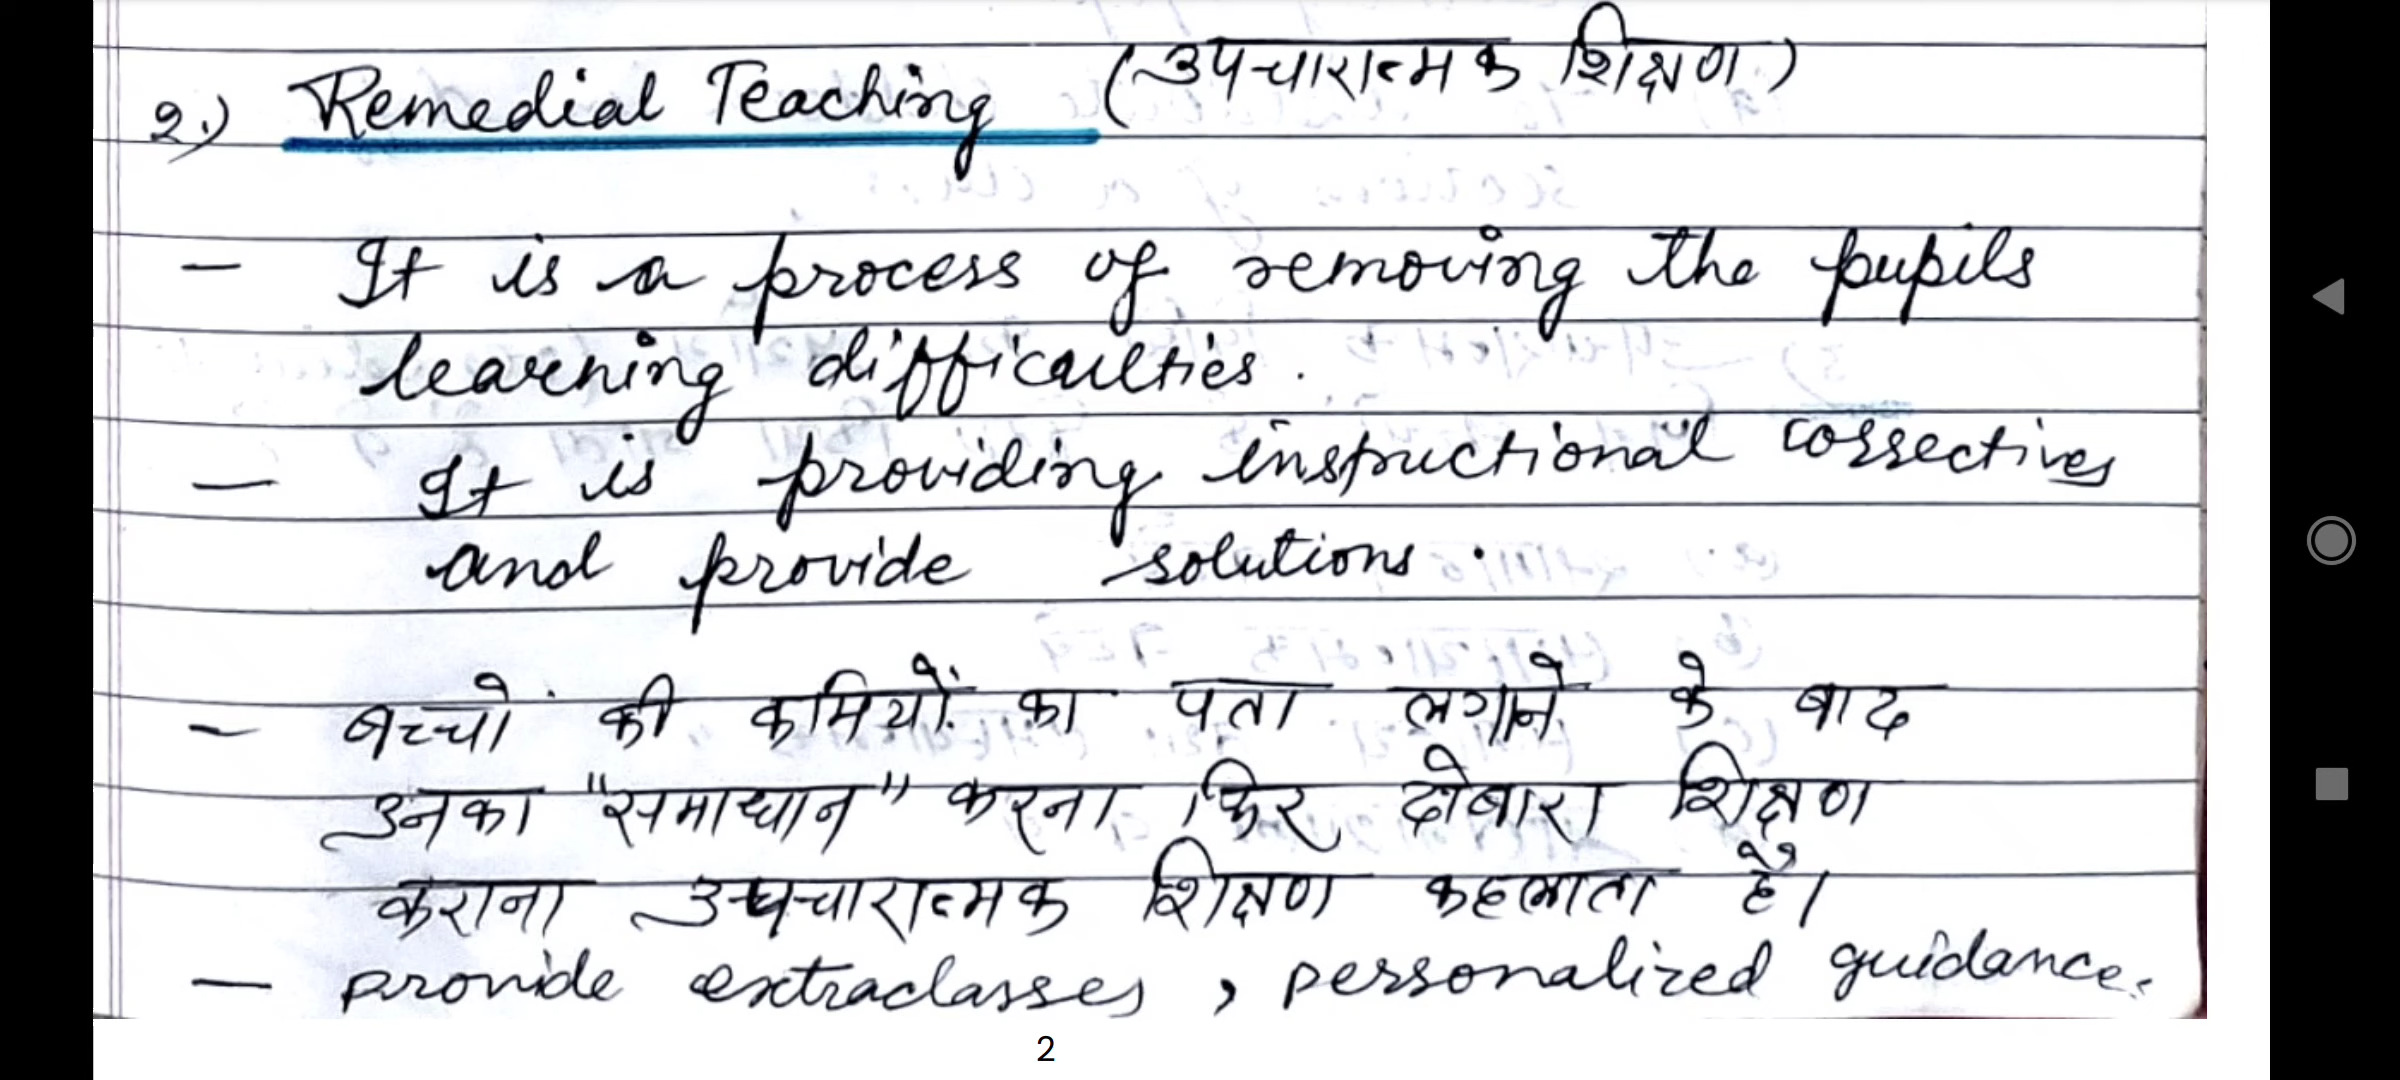 2.) Remedial Teaching (उपचारात्मक शिक्षण)
- It is a process of removing the pupils
learning difficulties.
- It is providing instructional correctives
and provide solutions.
- बच्चो की कमियों का पता लगाने के बाद
उनका "समाधान" करना फिर दोबारा शिक्षण
कराना उपचारात्मक शिक्षण कहलाता है।
- provide extraclasses, personalized guidance.
2